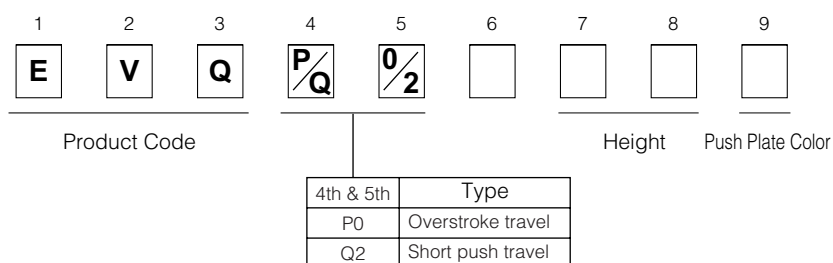 1 2 3 4 5 6 7 8 9
E V Q P/Q 0/2
Product Code Height Push Plate Color
4th & 5th Type
P0 Overstroke travel
Q2 Short push travel